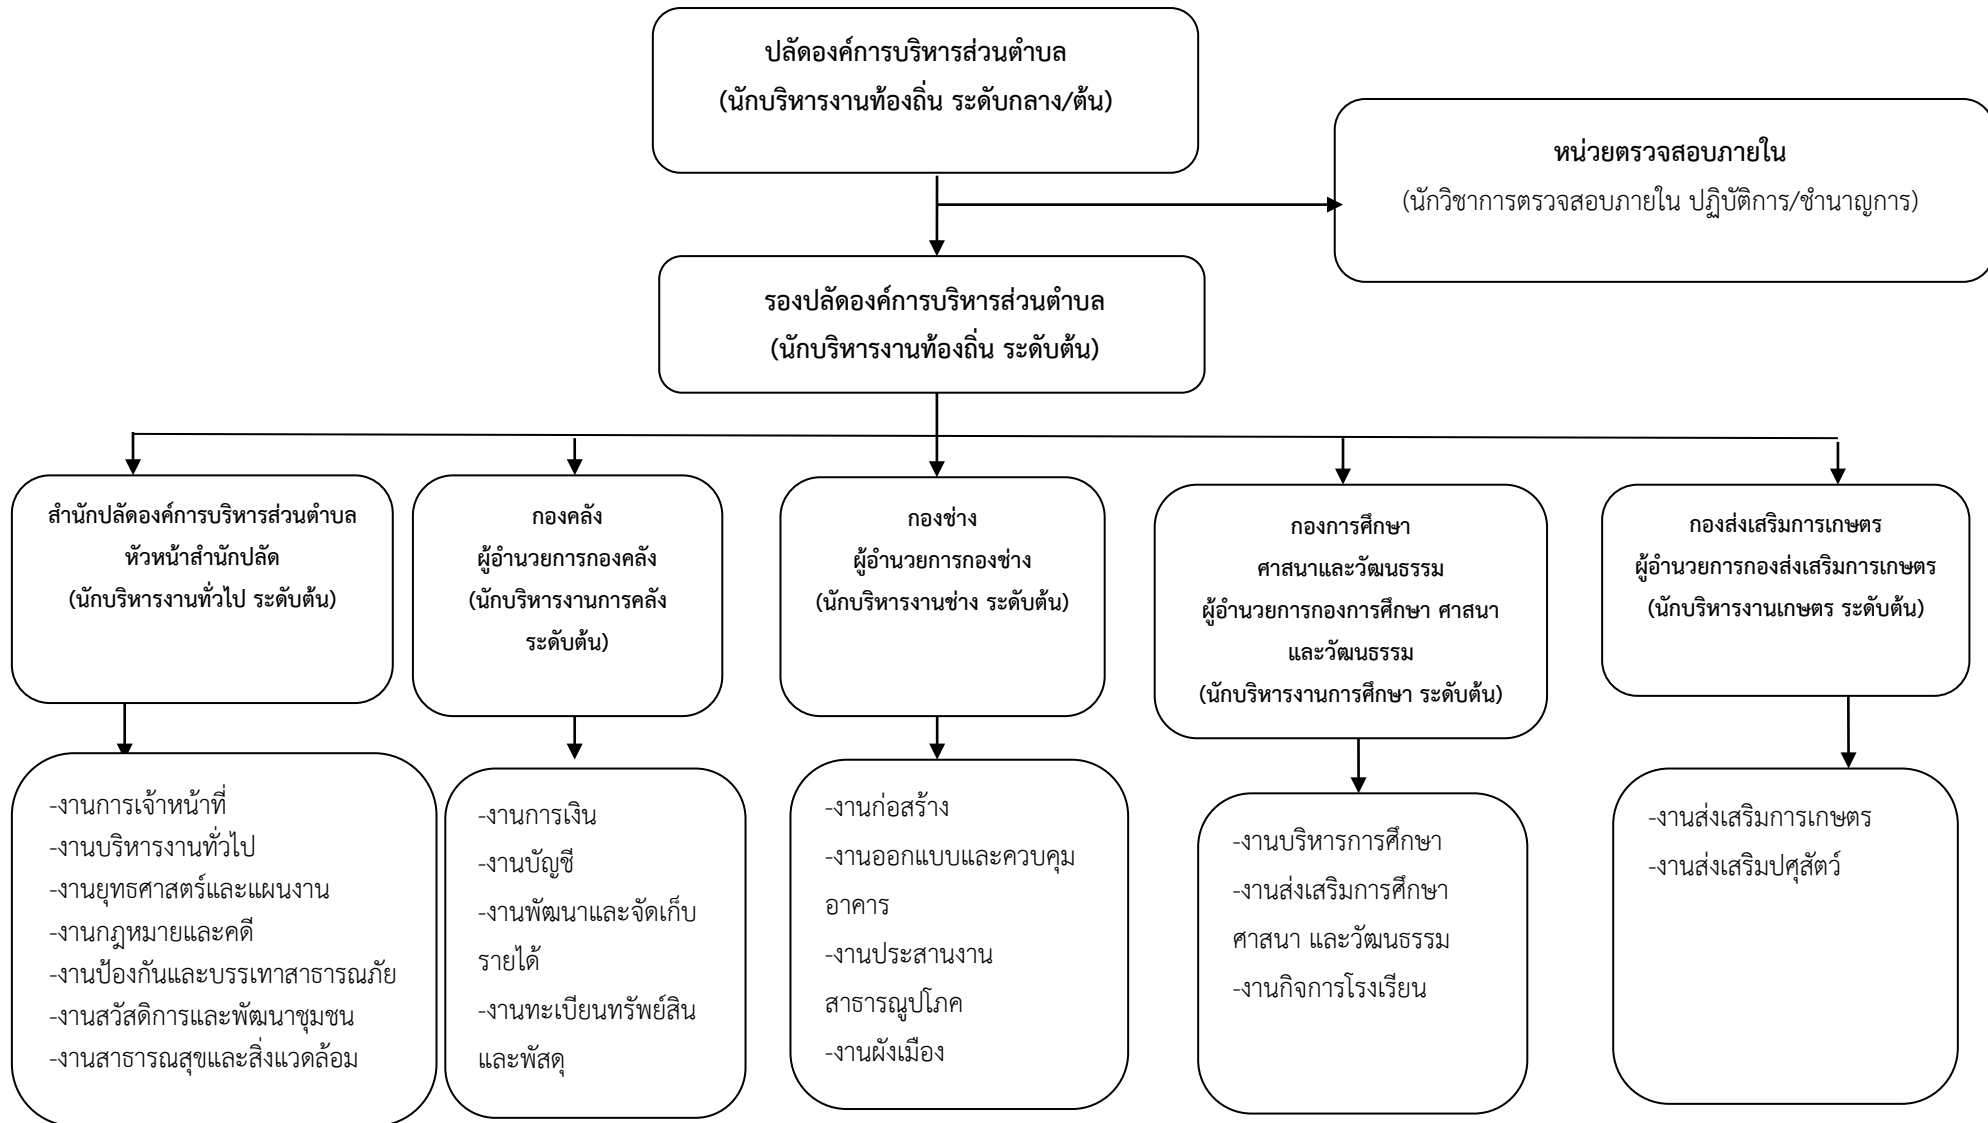 ปลัดองค์การบริหารส่วนตำบล
(นักบริหารงานท้องถิ่น ระดับกลาง/ต้น)
หน่วยตรวจสอบภายใน
(นักวิชาการตรวจสอบภายใน ปฏิบัติการ/ชำนาญการ)
รองปลัดองค์การบริหารส่วนตำบล
(นักบริหารงานท้องถิ่น ระดับต้น)
สำนักปลัดองค์การบริหารส่วนตำบล
หัวหน้าสำนักปลัด
(นักบริหารงานทั่วไป ระดับต้น)
กองคลัง
ผู้อำนวยการกองคลัง
(นักบริหารงานการคลัง
ระดับต้น)
กองช่าง
ผู้อำนวยการกองช่าง
(นักบริหารงานช่าง ระดับต้น)
กองการศึกษา
ศาสนาและวัฒนธรรม
ผู้อำนวยการกองการศึกษา ศาสนา
และวัฒนธรรม
(นักบริหารงานการศึกษา ระดับต้น)
กองส่งเสริมการเกษตร
ผู้อำนวยการกองส่งเสริมการเกษตร
(นักบริหารงานเกษตร ระดับต้น)
-งานการเจ้าหน้าที่
-งานบริหารงานทั่วไป
-งานยุทธศาสตร์และแผนงาน
-งานกฎหมายและคดี
-งานป้องกันและบรรเทาสาธารณภัย
-งานสวัสดิการและพัฒนาชุมชน
-งานสาธารณสุขและสิ่งแวดล้อม
-งานการเงิน
-งานบัญชี
-งานพัฒนาและจัดเก็บ
รายได้
-งานทะเบียนทรัพย์สิน
และพัสดุ
-งานก่อสร้าง
-งานออกแบบและควบคุม
อาคาร
-งานประสานงาน
สาธารณูปโภค
-งานผังเมือง
-งานบริหารการศึกษา
-งานส่งเสริมการศึกษา
ศาสนา และวัฒนธรรม
-งานกิจการโรงเรียน
-งานส่งเสริมการเกษตร
-งานส่งเสริมปศุสัตว์